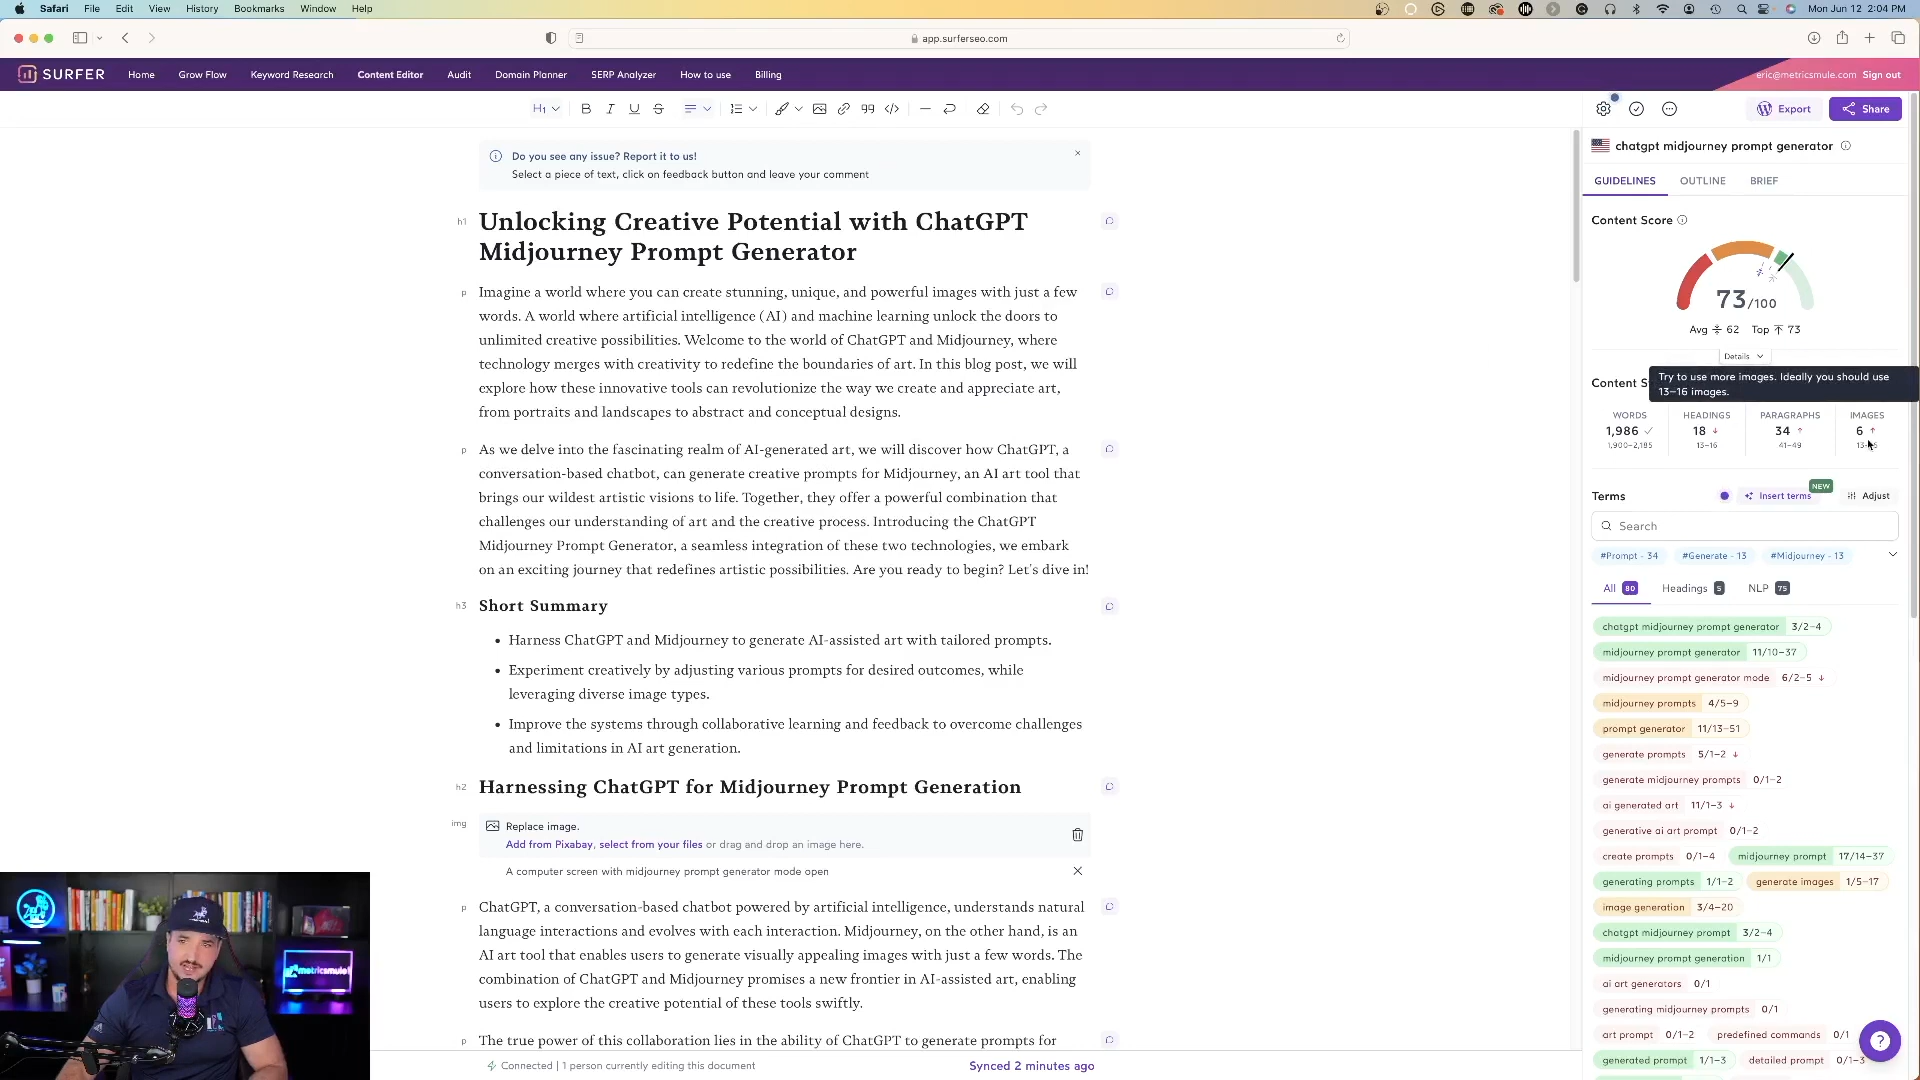 Safari File Edit View History Bookmarks Window Help
Mon Jun 12 2:04 PM
app.surferseo.com
SURFER Home Grow Flow Keyword Research Content Editor Audit Domain Planner SERP Analyzer How to use Billing
eric@metricsmule.com Sign out
H1
Export Share
Do you see any issue? Report it to us!
Select a piece of text, click on feedback button and leave your comment
h1
Unlocking Creative Potential with ChatGPT
Midjourney Prompt Generator
p
Imagine a world where you can create stunning, unique, and powerful images with just a few
words. A world where artificial intelligence (AI) and machine learning unlock the doors to
unlimited creative possibilities. Welcome to the world of ChatGPT and Midjourney, where
technology merges with creativity to redefine the boundaries of art. In this blog post, we will
explore how these innovative tools can revolutionize the way we create and appreciate art,
from portraits and landscapes to abstract and conceptual designs.
p
As we delve into the fascinating realm of AI-generated art, we will discover how ChatGPT, a
conversation-based chatbot, can generate creative prompts for Midjourney, an AI art tool that
brings our wildest artistic visions to life. Together, they offer a powerful combination that
challenges our understanding of art and the creative process. Introducing the ChatGPT
Midjourney Prompt Generator, a seamless integration of these two technologies, we embark
on an exciting journey that redefines artistic possibilities. Are you ready to begin? Let's dive in!
h3
Short Summary
• Harness ChatGPT and Midjourney to generate AI-assisted art with tailored prompts.
• Experiment creatively by adjusting various prompts for desired outcomes, while
leveraging diverse image types.
• Improve the systems through collaborative learning and feedback to overcome challenges
and limitations in AI art generation.
h2
Harnessing ChatGPT for Midjourney Prompt Generation
img
Replace image.
Add from Pixabay, select from your files or drag and drop an image here.
A computer screen with midjourney prompt generator mode open
p
ChatGPT, a conversation-based chatbot powered by artificial intelligence, understands natural
language interactions and evolves with each interaction. Midjourney, on the other hand, is an
AI art tool that enables users to generate visually appealing images with just a few words. The
combination of ChatGPT and Midjourney promises a new frontier in AI-assisted art, enabling
users to explore the creative potential of these tools swiftly.
p
The true power of this collaboration lies in the ability of ChatGPT to generate prompts for
Connected | 1 person currently editing this document
Synced 2 minutes ago
chatgpt midjourney prompt generator
GUIDELINES OUTLINE BRIEF
Content Score
73/100
Avg 62 Top 73
Details
Content S
Try to use more images. Ideally you should use
13–16 images.
WORDS HEADINGS PARAGRAPHS IMAGES
1,986 18 34 6
1,900–2,185 13–16 41–49
Terms Insert terms NEW Adjust
Search
#Prompt - 34 #Generate - 13 #Midjourney - 13
All 80 Headings 5 NLP 75
chatgpt midjourney prompt generator 3/2–4
midjourney prompt generator 11/10–37
midjourney prompt generator mode 6/2–5
midjourney prompts 4/5–9
prompt generator 11/13–51
generate prompts 5/1–2
generate midjourney prompts 0/1–2
ai generated art 11/1–3
generative ai art prompt 0/1–2
create prompts 0/1–4 midjourney prompt 17/14–37
generating prompts 1/1–2 generate images 1/5–17
image generation 3/4–20
chatgpt midjourney prompt 3/2–4
midjourney prompt generation 1/1
ai art generators 0/1
generating midjourney prompts 0/1
art prompt 0/1–2 predefined commands 0/1
generated prompt 1/1–3 detailed prompt 0/1–3
metricsmule